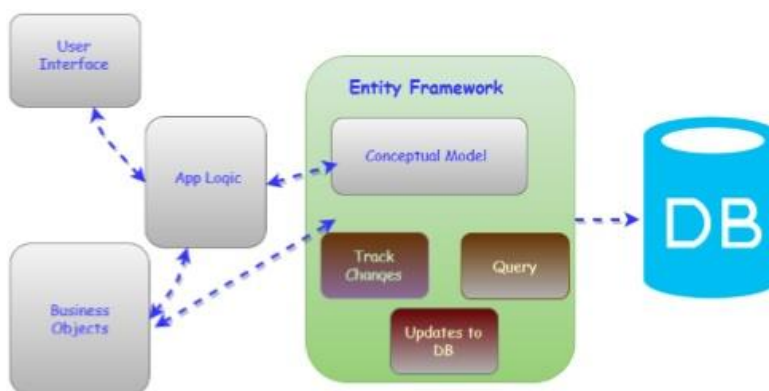 User
Interface
Entity Framework
Conceptual Model
App Logic
DB
Track
Changes
Query
Business
Objects
Updates to
DB